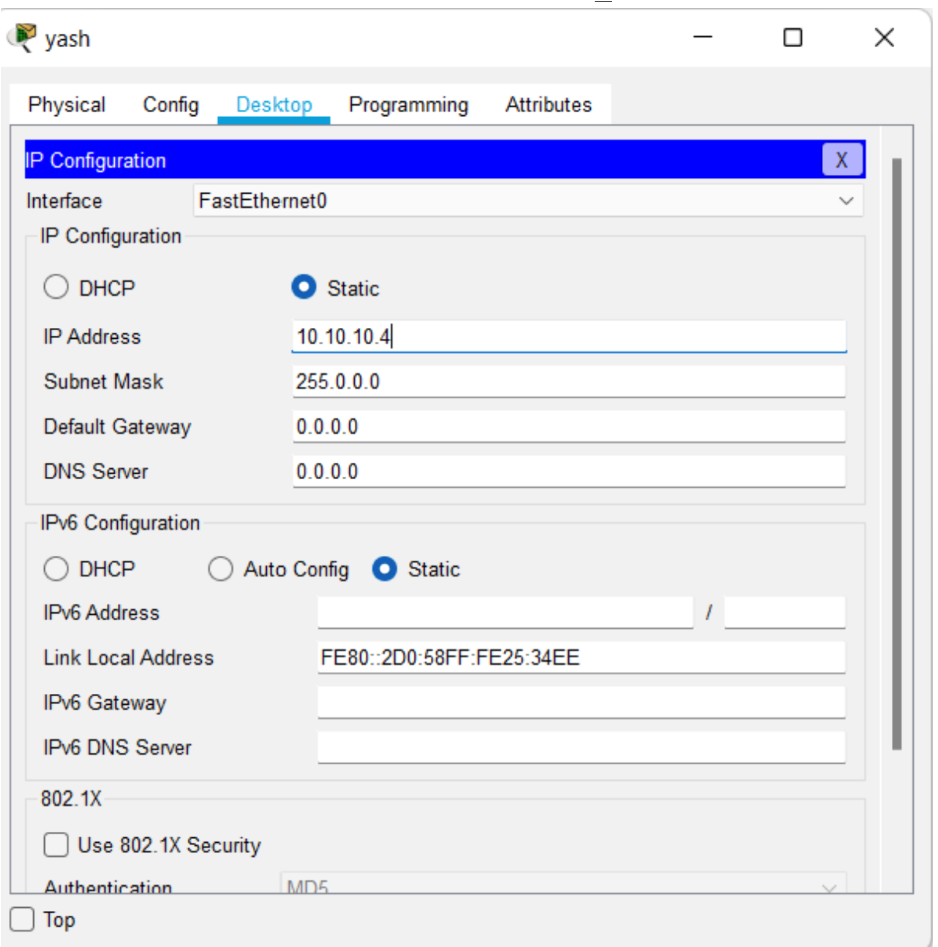 yash
Physical Config Desktop Programming Attributes
IP Configuration X
Interface FastEthernet0
IP Configuration
DHCP Static
IP Address 10.10.10.4
Subnet Mask 255.0.0.0
Default Gateway 0.0.0.0
DNS Server 0.0.0.0
IPv6 Configuration
DHCP Auto Config Static
IPv6 Address /
Link Local Address FE80::2D0:58FF:FE25:34EE
IPv6 Gateway
IPv6 DNS Server
802.1X
Use 802.1X Security
Authentication MD5
Top